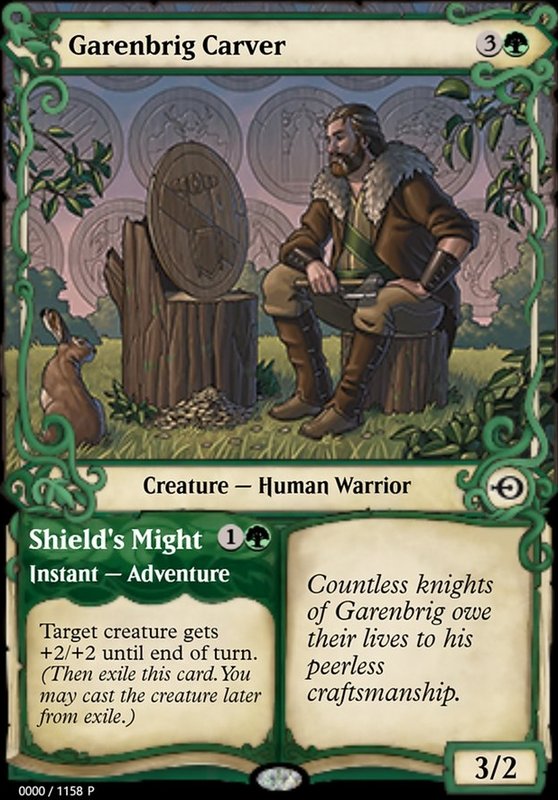 Garenbrig Carver 3
Creature — Human Warrior
Shield's Might 1
Instant — Adventure
Target creature gets
+2/+2 until end of turn.
(Then exile this card. You
may cast the creature later
from exile.)
Countless knights
of Garenbrig owe
their lives to his
peerless
craftsmanship.
3/2
0000 / 1158 P